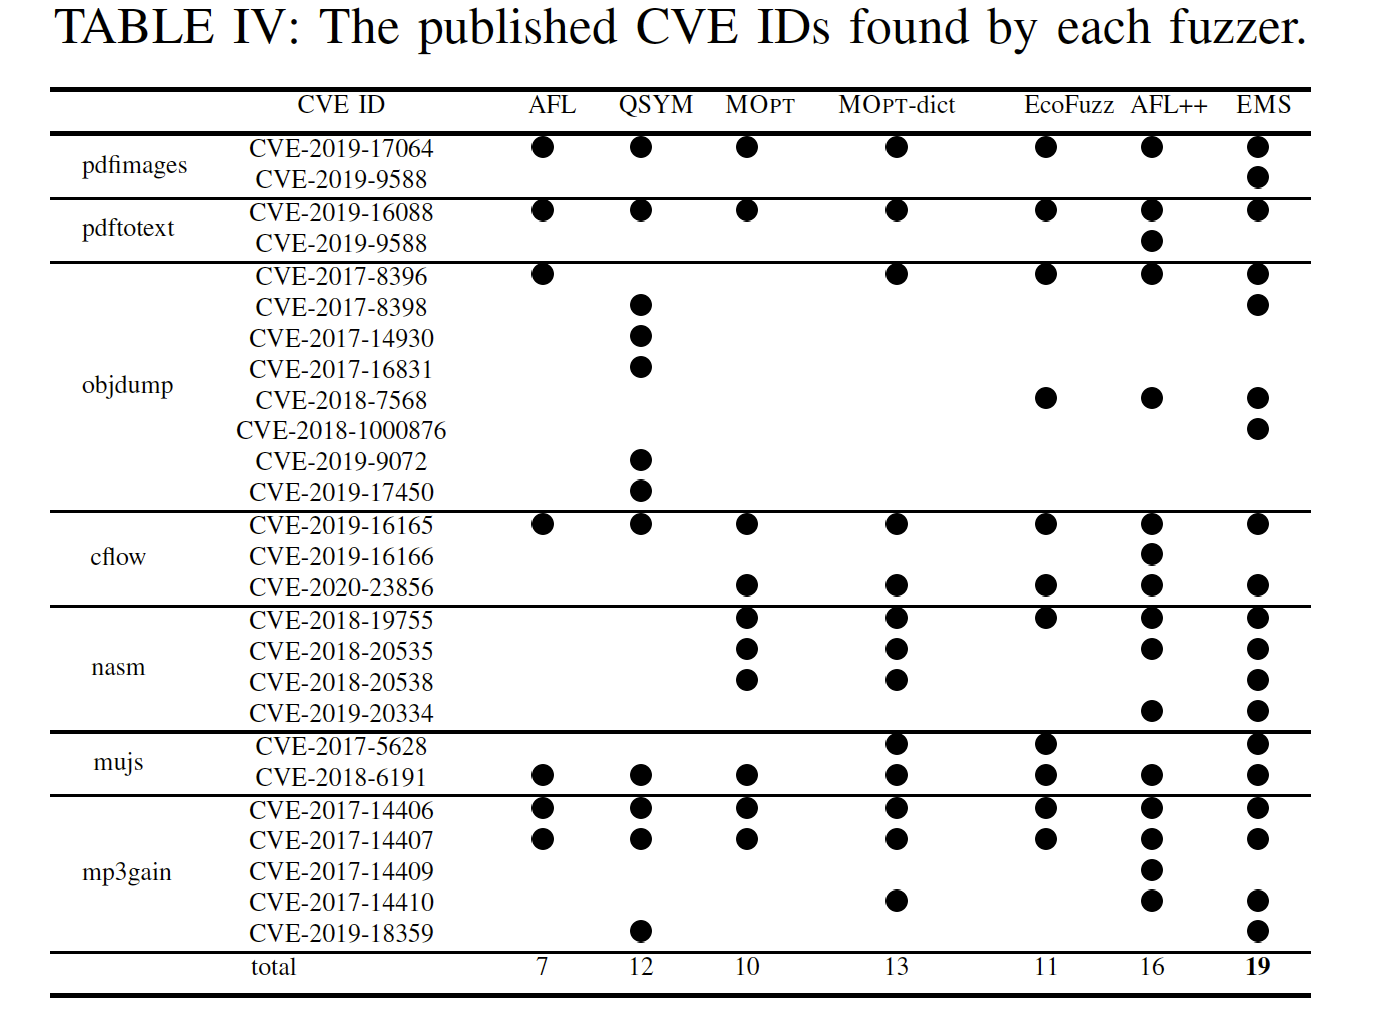 TABLE IV: The published CVE IDs found by each fuzzer.
CVE ID AFL QSYM MOPT MOPT-dict EcoFuzz AFL++ EMS
pdfimages
CVE-2019-17064 ● ● ● ● ● ● ●
CVE-2019-9588 ●
pdftotext
CVE-2019-16088 ● ● ● ● ● ● ●
CVE-2019-9588 ●
objdump
CVE-2017-8396 ● ● ● ● ●
CVE-2017-8398 ● ●
CVE-2017-14930 ●
CVE-2017-16831 ●
CVE-2018-7568 ● ● ●
CVE-2018-1000876 ●
CVE-2019-9072 ●
CVE-2019-17450 ●
cflow
CVE-2019-16165 ● ● ● ● ● ● ●
CVE-2019-16166 ●
CVE-2020-23856 ● ● ● ● ●
nasm
CVE-2018-19755 ● ● ● ● ●
CVE-2018-20535 ● ● ● ●
CVE-2018-20538 ● ● ●
CVE-2019-20334 ● ●
mujs
CVE-2017-5628 ● ● ●
CVE-2018-6191 ● ● ● ● ● ● ●
mp3gain
CVE-2017-14406 ● ● ● ● ● ● ●
CVE-2017-14407 ● ● ● ● ● ● ●
CVE-2017-14409 ●
CVE-2017-14410 ● ● ●
CVE-2019-18359 ● ●
total 7 12 10 13 11 16 19